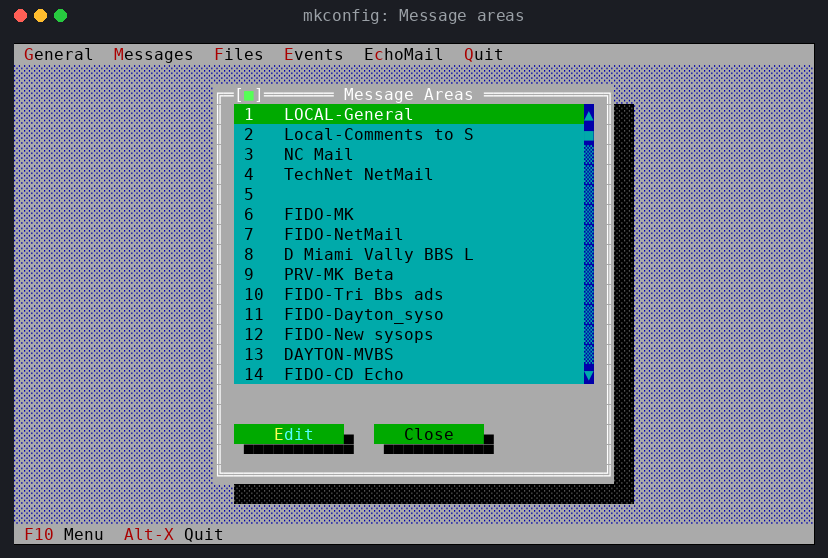 mkconfig: Message areas
General Messages Files Events EchoMail Quit
[■] Message Areas
1 LOCAL-General ▲
2 Local-Comments to S
3 NC Mail
4 TechNet NetMail
5
6 FIDO-MK
7 FIDO-NetMail
8 D Miami Vally BBS L
9 PRV-MK Beta
10 FIDO-Tri Bbs ads
11 FIDO-Dayton_syso
12 FIDO-New sysops
13 DAYTON-MVBS
14 FIDO-CD Echo ▼
Edit Close
F10 Menu Alt-X Quit